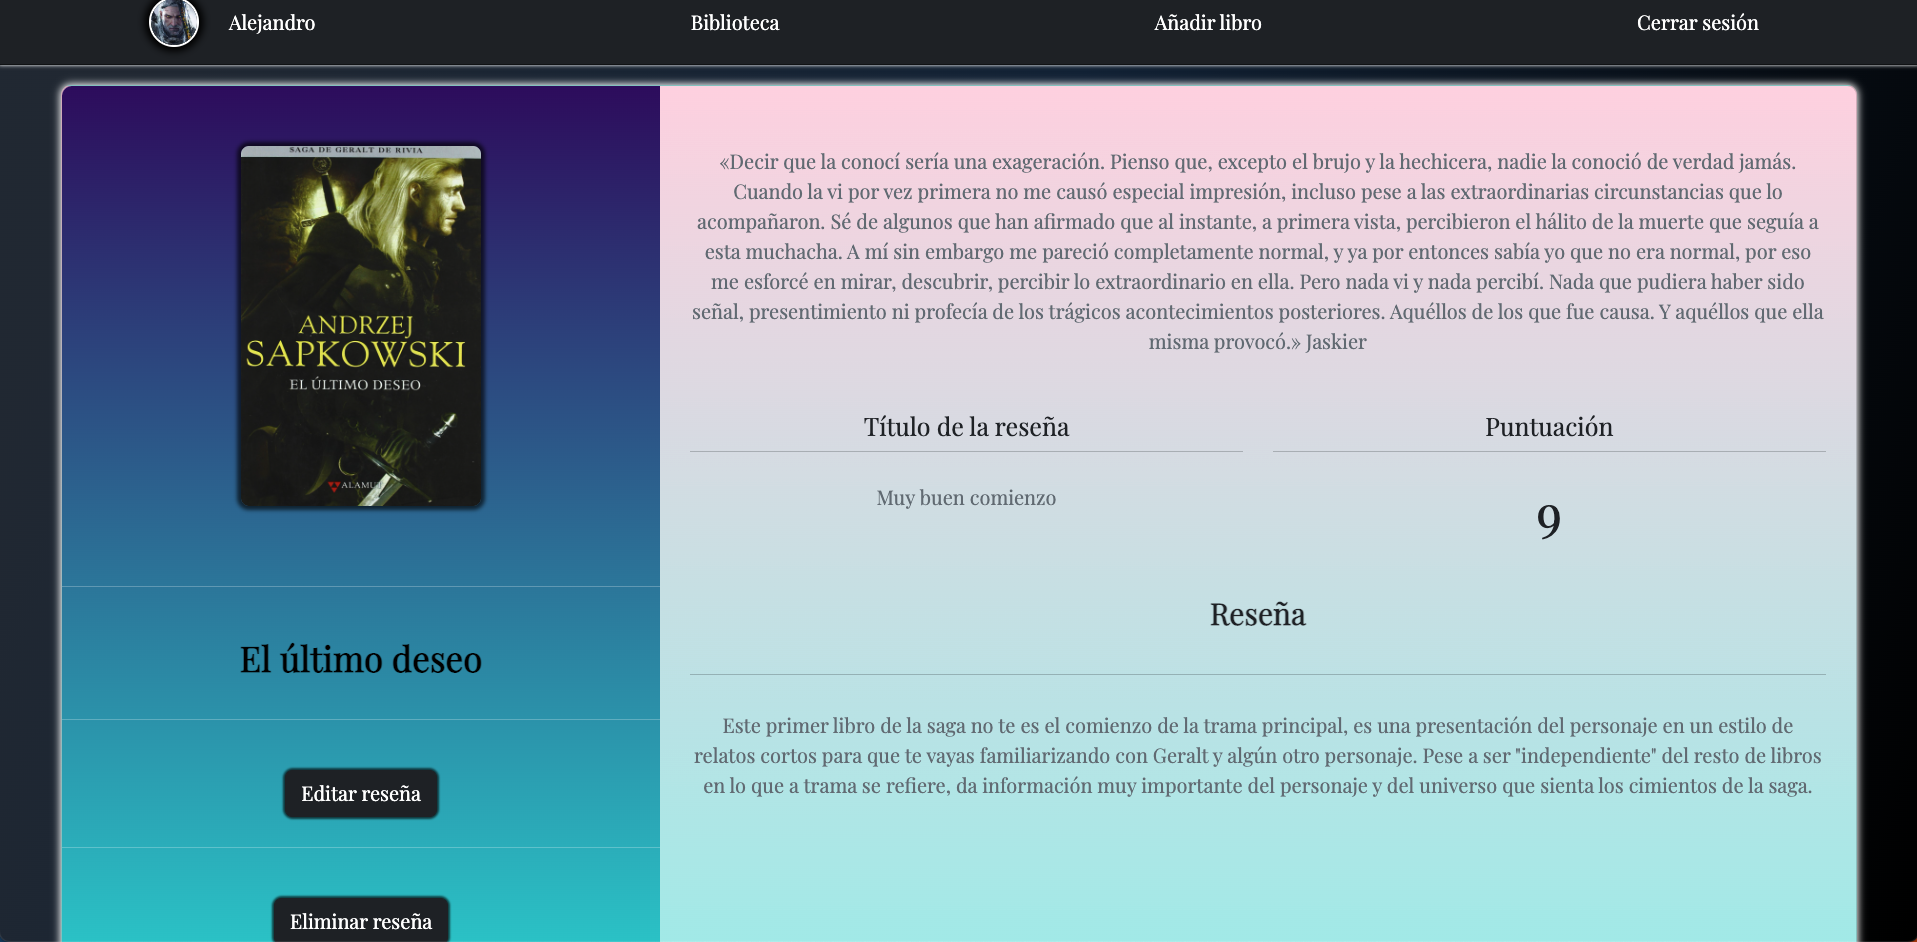 Alejandro
Biblioteca
Añadir libro
Cerrar sesión
SAGA DE GERALT DE RIVIA
ANDRZEJ
SAPKOWSKI
EL ÚLTIMO DESEO
ALAMUT
El último deseo
Editar reseña
Eliminar reseña
«Decir que la conocí sería una exageración. Pienso que, excepto el brujo y la hechicera, nadie la conoció de verdad jamás.
Cuando la vi por vez primera no me causó especial impresión, incluso pese a las extraordinarias circunstancias que lo
acompañaron. Sé de algunos que han afirmado que al instante, a primera vista, percibieron el hálito de la muerte que seguía a
esta muchacha. A mí sin embargo me pareció completamente normal, y ya por entonces sabía yo que no era normal, por eso
me esforcé en mirar, descubrir, percibir lo extraordinario en ella. Pero nada vi y nada percibí. Nada que pudiera haber sido
señal, presentimiento ni profecía de los trágicos acontecimientos posteriores. Aquéllos de los que fue causa. Y aquéllos que ella
misma provocó.» Jaskier
Título de la reseña
Muy buen comienzo
Puntuación
9
Reseña
Este primer libro de la saga no te es el comienzo de la trama principal, es una presentación del personaje en un estilo de
relatos cortos para que te vayas familiarizando con Geralt y algún otro personaje. Pese a ser "independiente" del resto de libros
en lo que a trama se refiere, da información muy importante del personaje y del universo que sienta los cimientos de la saga.